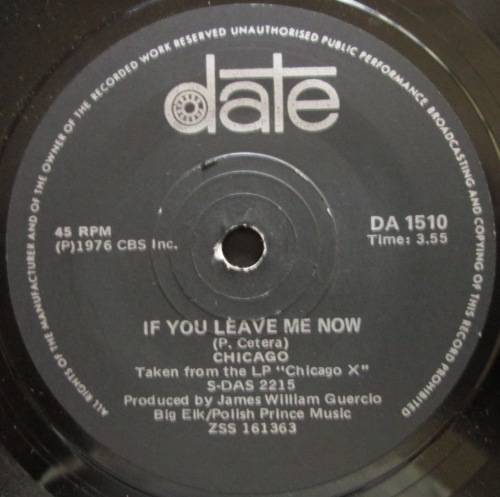 ALL RIGHTS OF THE MANUFACTURER AND OF THE OWNER OF THE RECORDED WORK RESERVED UNAUTHORISED PUBLIC PERFORMANCE BROADCASTING AND COPYING OF THIS RECORD PROHIBITED
date
45 RPM
(P)1976 CBS Inc.
DA 1510
Time: 3.55
IF YOU LEAVE ME NOW
(P. Cetera)
CHICAGO
Taken from the LP "Chicago X"
S-DAS 2215
Produced by James William Guercio
Big Elk/Polish Prince Music
ZSS 161363